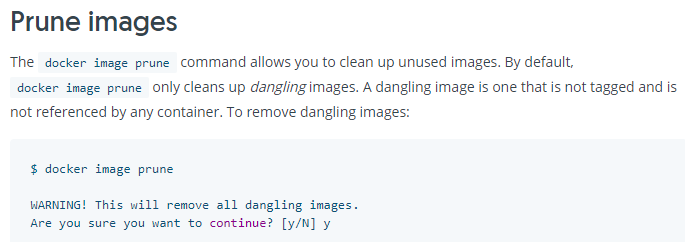 Prune images
The docker image prune command allows you to clean up unused images. By default,
docker image prune only cleans up dangling images. A dangling image is one that is not tagged and is
not referenced by any container. To remove dangling images:
$ docker image prune
WARNING! This will remove all dangling images.
Are you sure you want to continue? [y/N] y